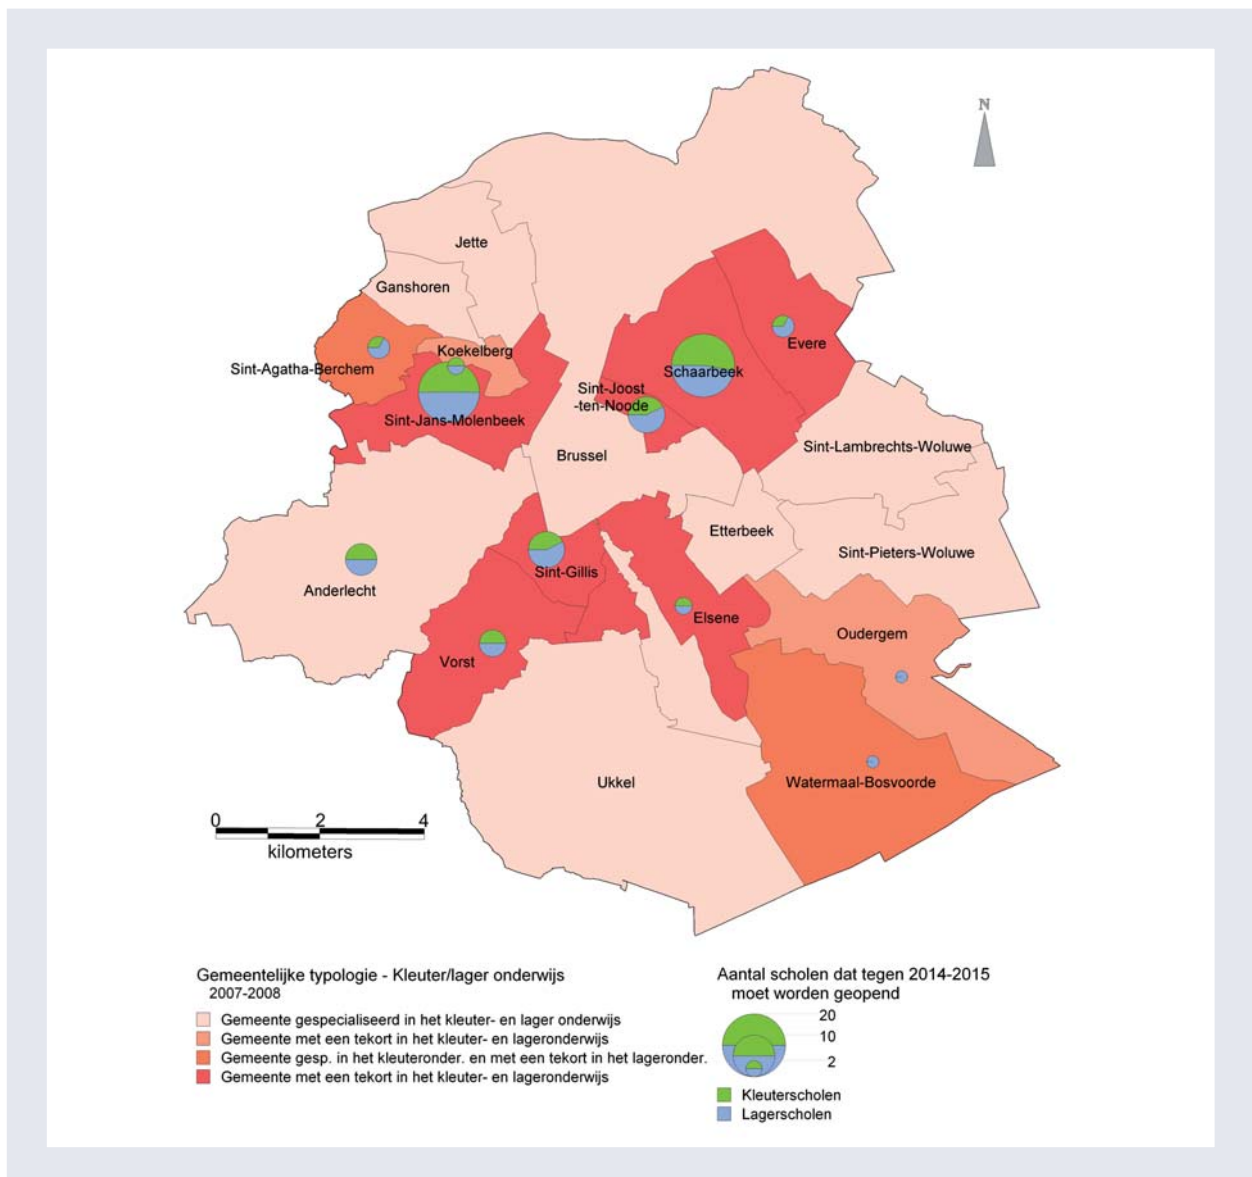 N
Jette
Ganshoren
Koekelberg
Evere
Sint-Agatha-Berchem
Schaarbeek
Sint-Joost
-ten-Noode
Sint-Jans-Molenbeek
Sint-Lambrechts-Woluwe
Brussel
Etterbeek
Sint-Pieters-Woluwe
Sint-Gillis
Anderlecht
Elsene
Oudergem
Vorst
Ukkel
Watermaal-Bosvoorde
0 2 4
kilometers
Gemeentelijke typologie - Kleuter/lager onderwijs
2007-2008
Gemeente gespecialiseerd in het kleuter- en lager onderwijs
Gemeente met een tekort in het kleuter- en lageronderwijs
Gemeente gesp. in het kleuteronder. en met een tekort in het lageronder.
Gemeente met een tekort in het kleuter- en lageronderwijs
Aantal scholen dat tegen 2014-2015
moet worden geopend
20
10
2
Kleuterscholen
Lagerscholen